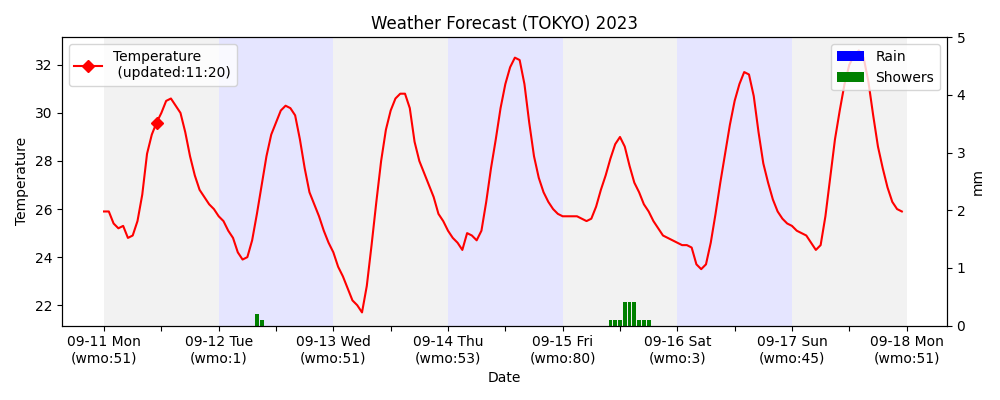 Weather Forecast (TOKYO) 2023
Temperature
(updated:11:20)
Rain
Showers
Temperature
32
30
28
26
24
22
5
4
3
2
1
0
mm
09-11 Mon
(wmo:51)
09-12 Tue
(wmo:1)
09-13 Wed
(wmo:51)
09-14 Thu
(wmo:53)
09-15 Fri
(wmo:80)
09-16 Sat
(wmo:3)
09-17 Sun
(wmo:45)
09-18 Mon
(wmo:51)
Date